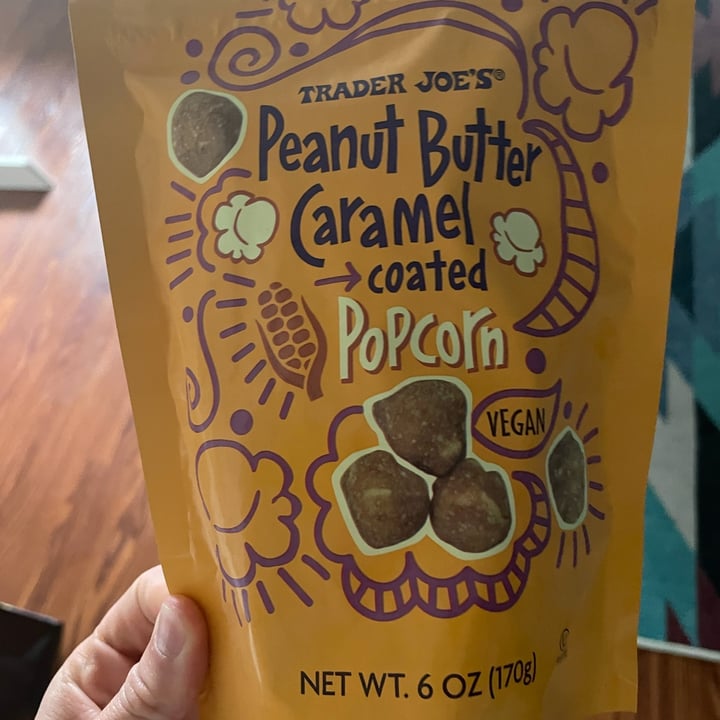 TRADER JOE'S®
Peanut Butter
Caramel
coated
Popcorn
VEGAN
NET WT. 6 OZ (170g)